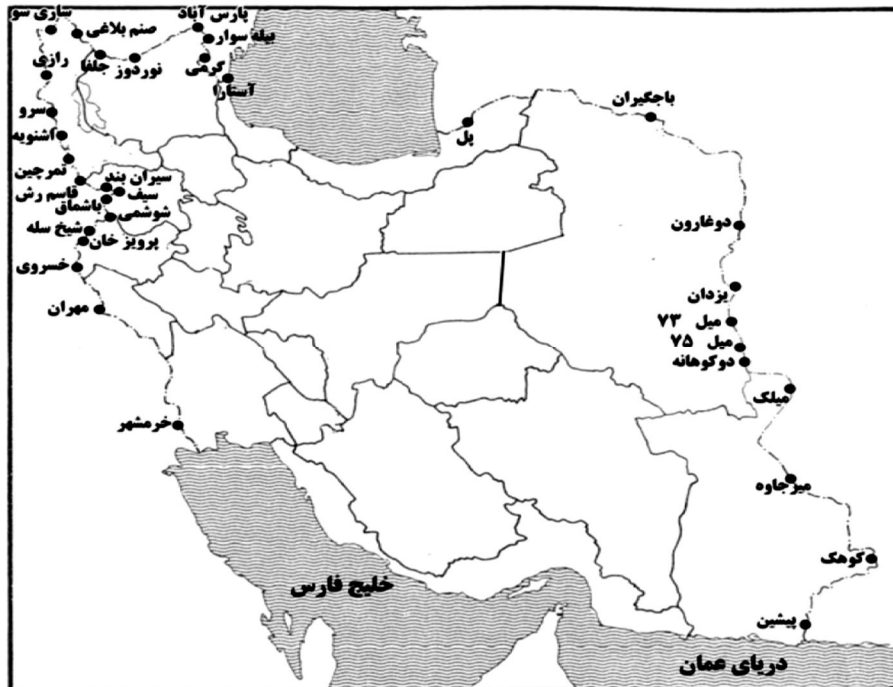 پارس آباد
ساری سو
صنم بلاغی
بیله سوار
رازی
جلفا
نوردوز
گرمی
آستارا
باجگیران
سرو
پل
اشنویه
تمرچین
سیران بند
قاسم رش
سیف
باشماق
شوشمی
شیخ سله
پرویز خان
دوغارون
خسروی
یزدان
مهران
میل ۷۳
میل ۷۵
دوکوهانه
میلک
خرمشهر
میرجاوه
کوهک
خلیج فارس
پیشین
دریای عمان